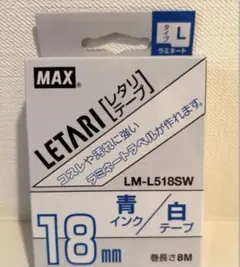 タイプ L
ラミネート
MAX
LETARI [レタリテープ]
コスレや汚れに強い
ラミネートラベルが作れます。
LM-L518SW
18mm
青インク/白テープ
巻長さ8M